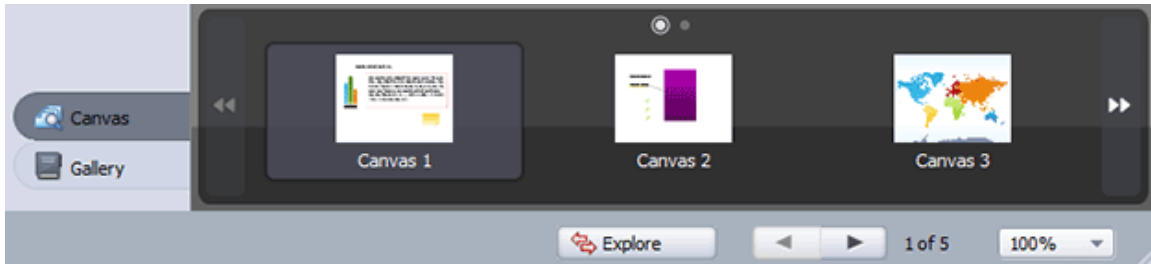 Canvas
Gallery
Canvas 1
Canvas 2
Canvas 3
Explore
1 of 5
100%